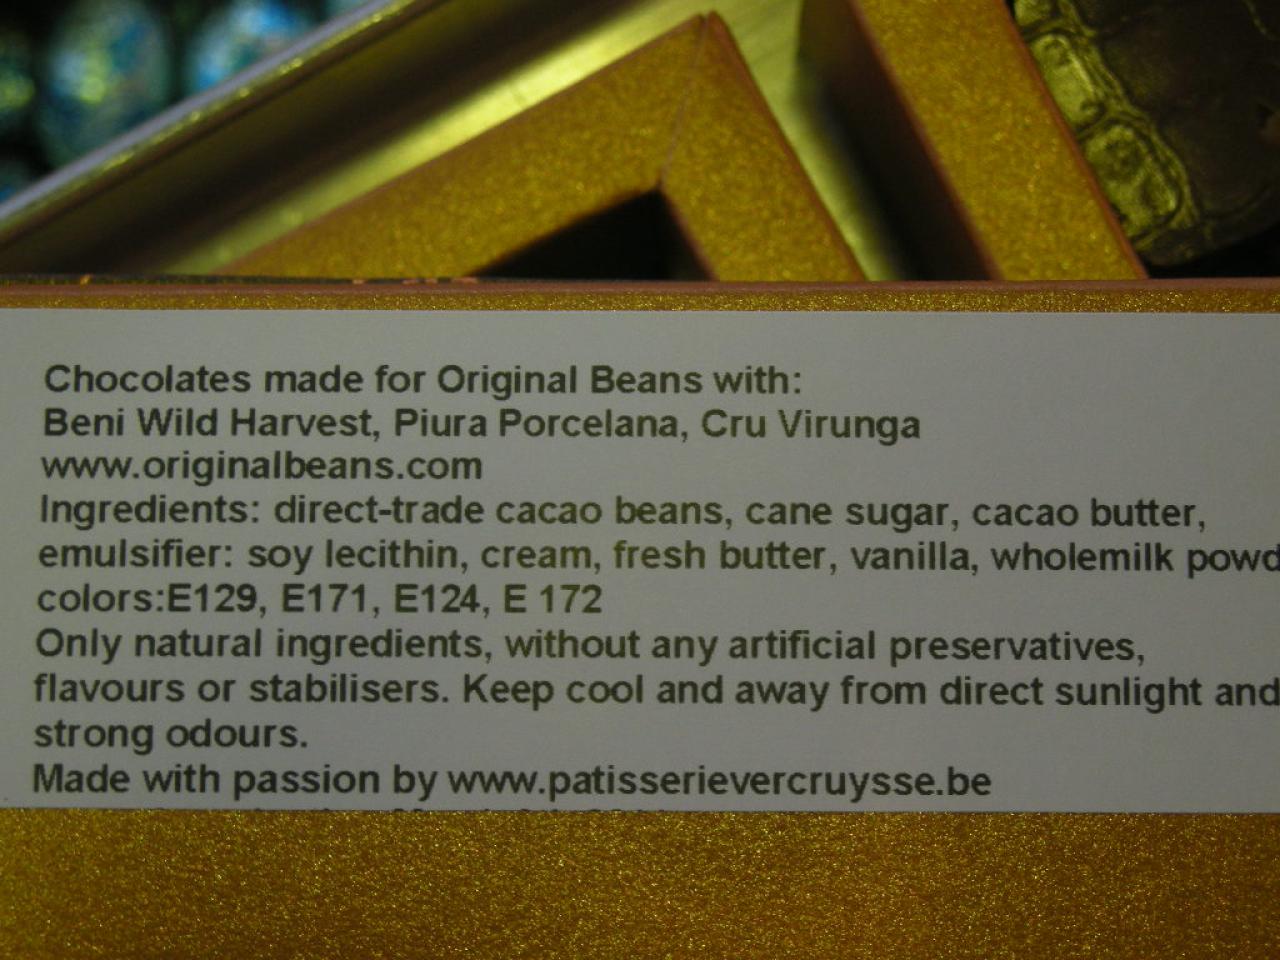 Chocolates made for Original Beans with:
Beni Wild Harvest, Piura Porcelana, Cru Virunga
www.originalbeans.com
Ingredients: direct-trade cacao beans, cane sugar, cacao butter,
emulsifier: soy lecithin, cream, fresh butter, vanilla, wholemilk powd
colors:E129, E171, E124, E 172
Only natural ingredients, without any artificial preservatives,
flavours or stabilisers. Keep cool and away from direct sunlight and
strong odours.
Made with passion by www.patisserievercruysse.be